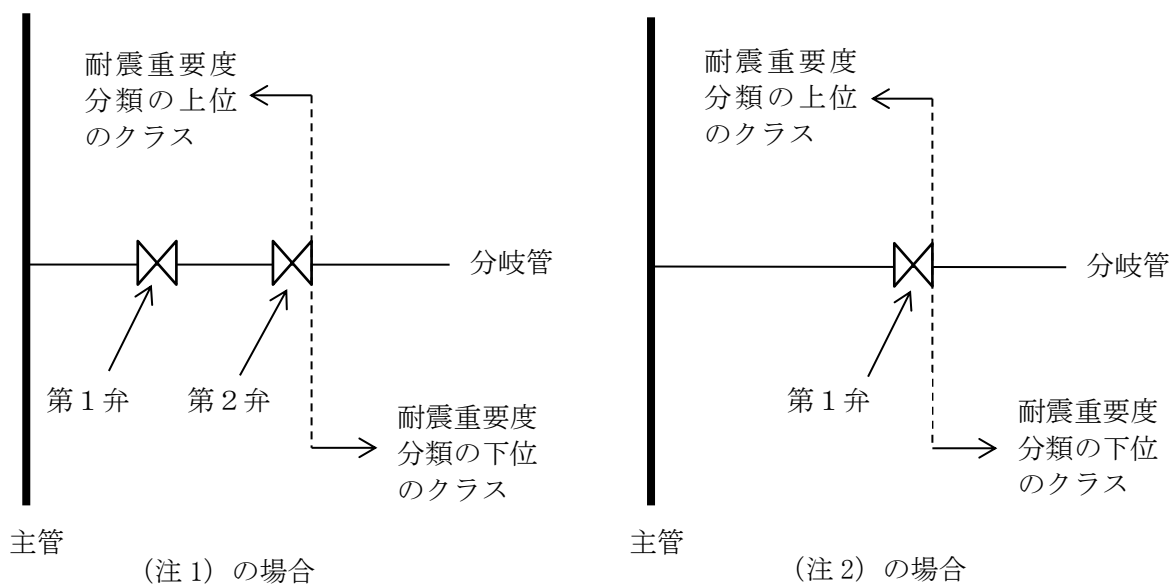 耐震重要度
分類の上位
のクラス
分岐管
第１弁
第２弁
耐震重要度
分類の下位
のクラス
主管
（注 1）の場合
耐震重要度
分類の上位
のクラス
分岐管
第１弁
耐震重要度
分類の下位
のクラス
主管
（注 2）の場合